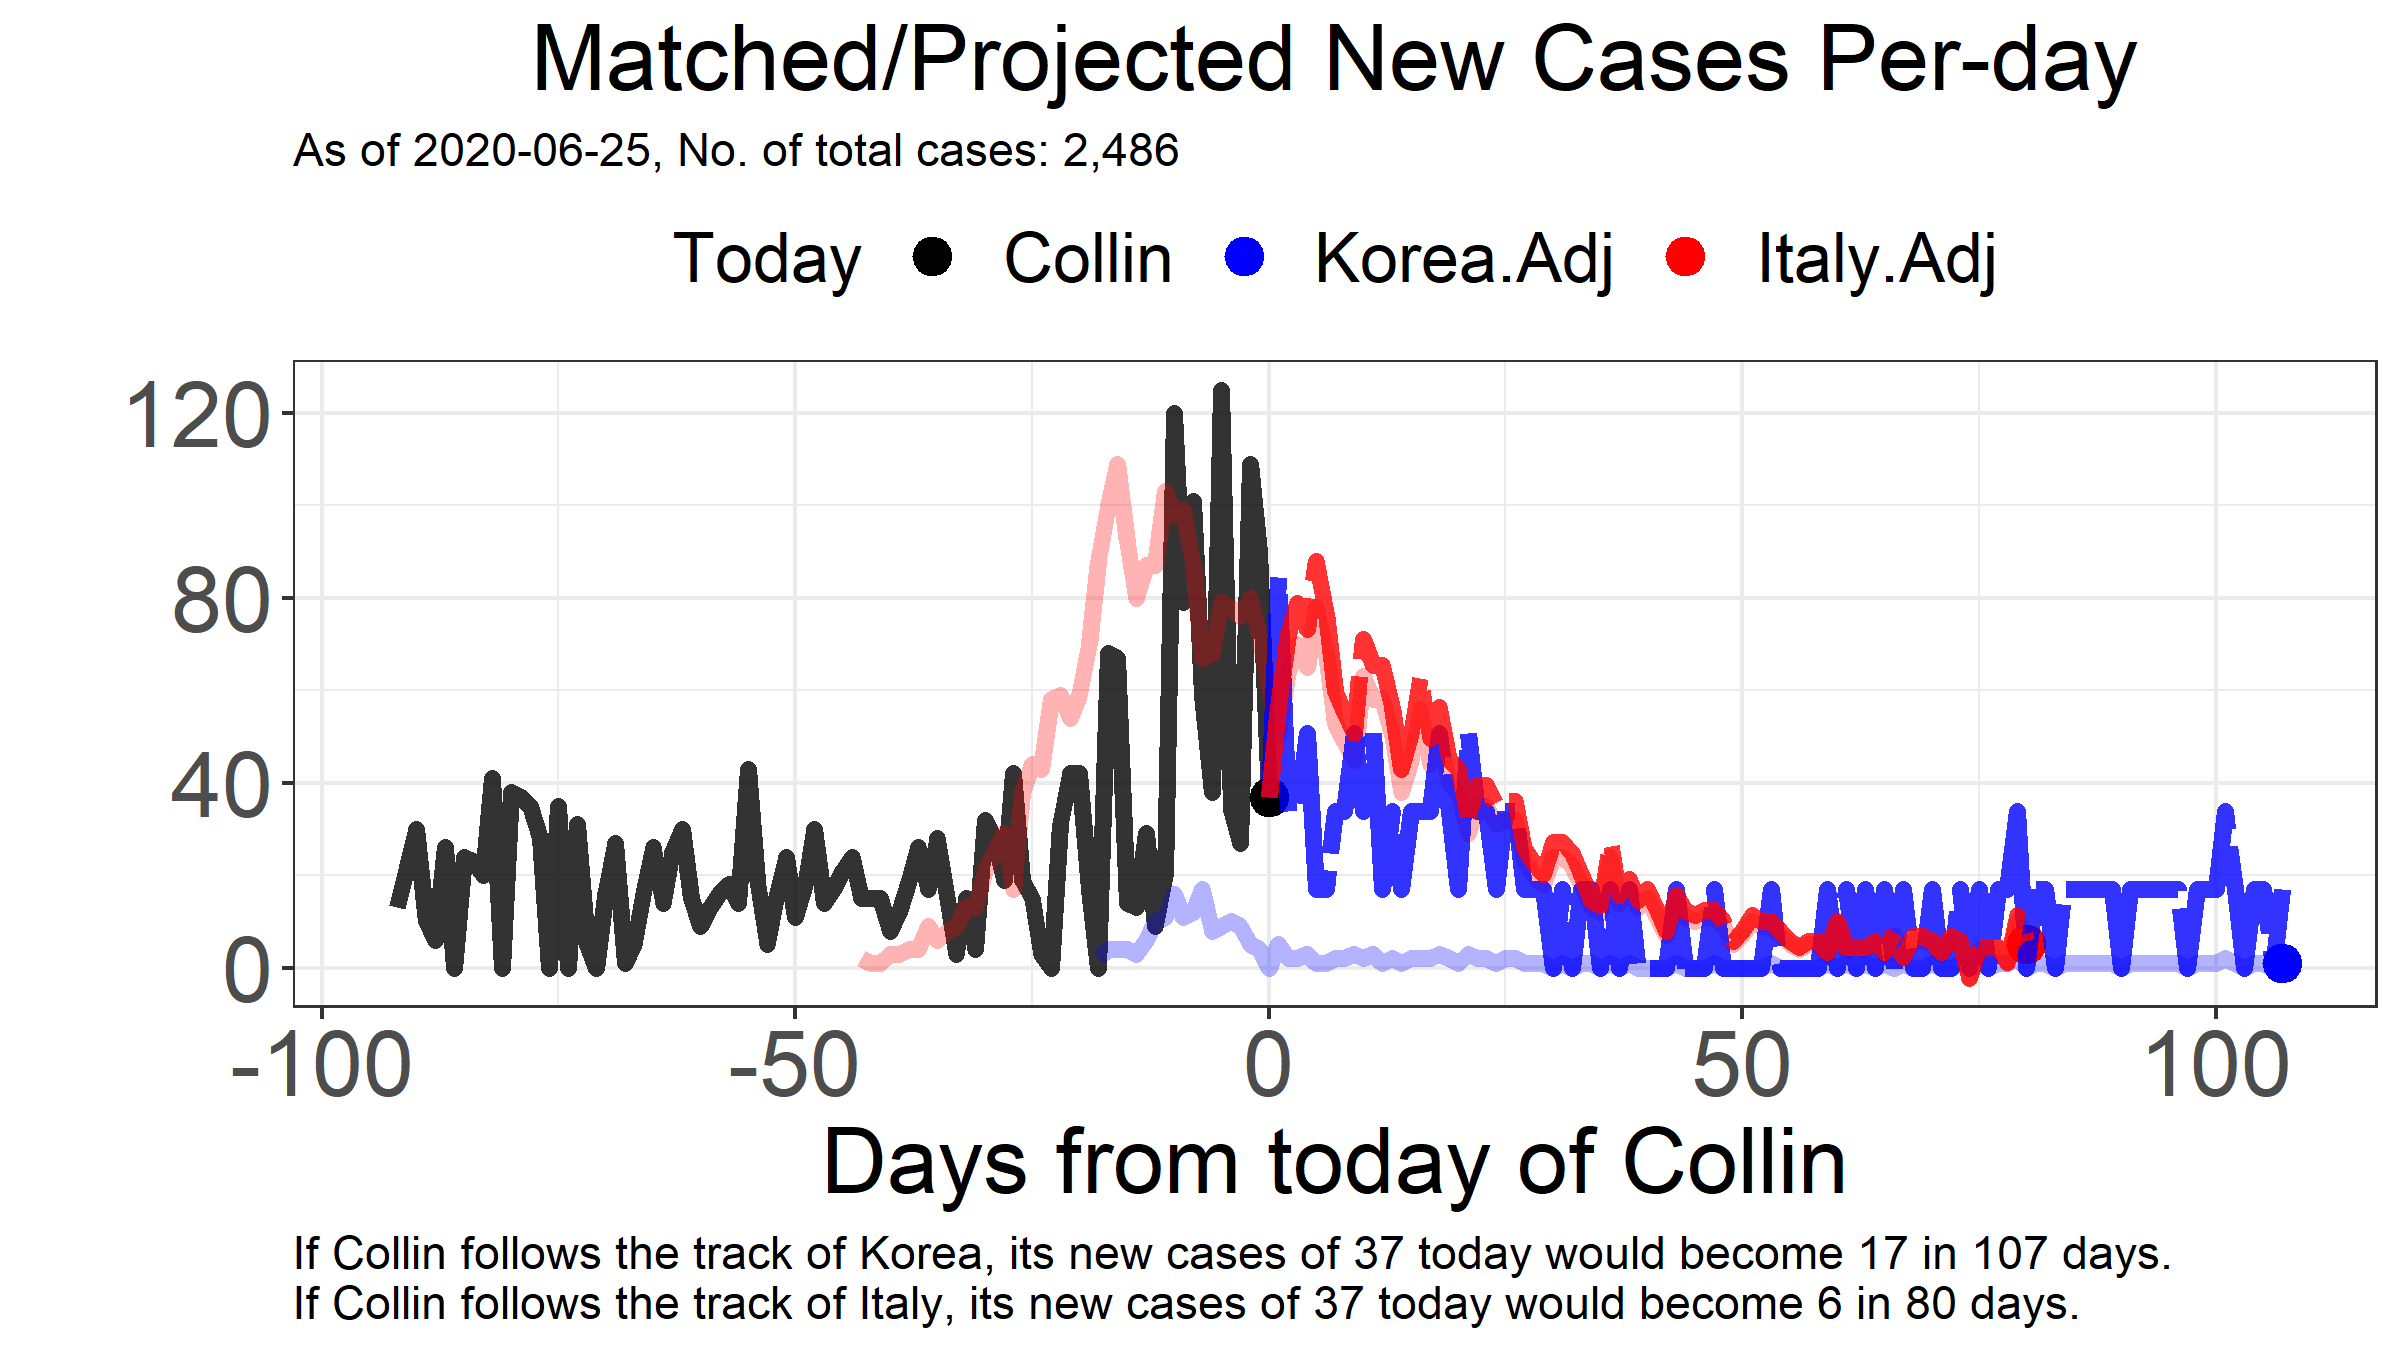 Matched/Projected New Cases Per-day
As of 2020-06-25, No. of total cases: 2,486
Today Collin Korea.Adj Italy.Adj
120
80
40
0
-100 -50 0 50 100
Days from today of Collin
If Collin follows the track of Korea, its new cases of 37 today would become 17 in 107 days.
If Collin follows the track of Italy, its new cases of 37 today would become 6 in 80 days.